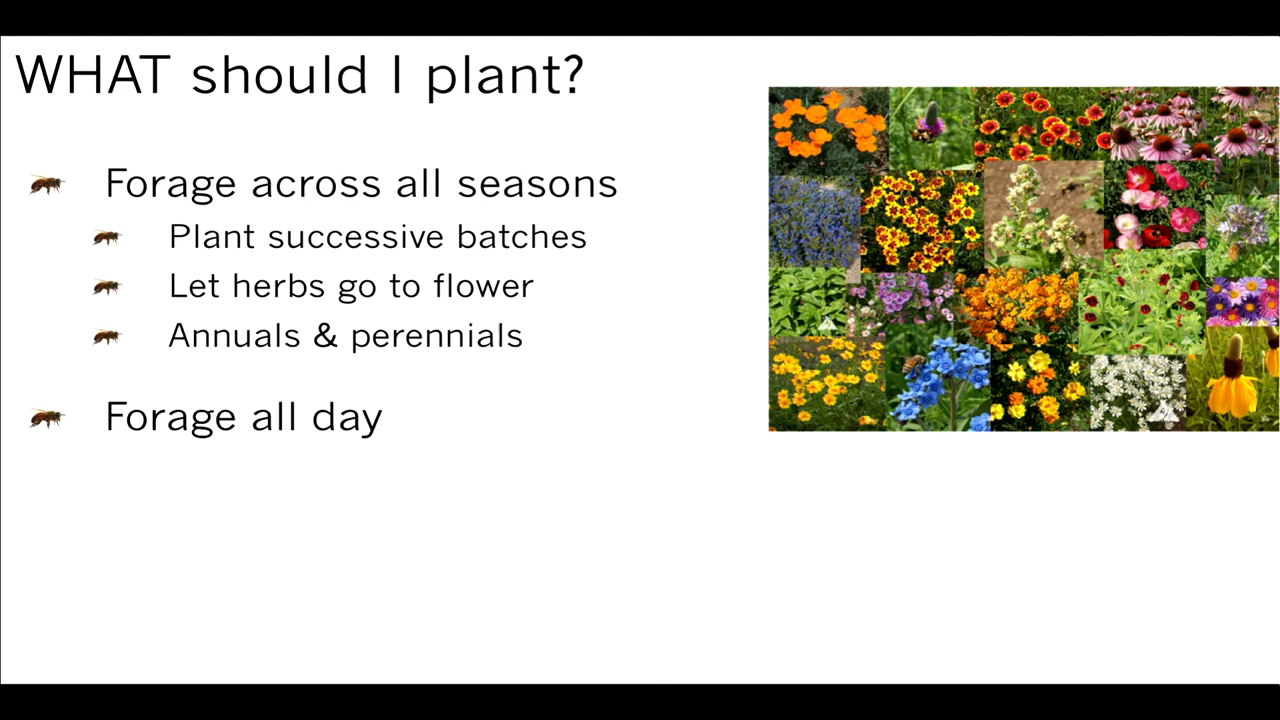 WHAT should I plant?
Forage across all seasons
Plant successive batches
Let herbs go to flower
Annuals & perennials
Forage all day